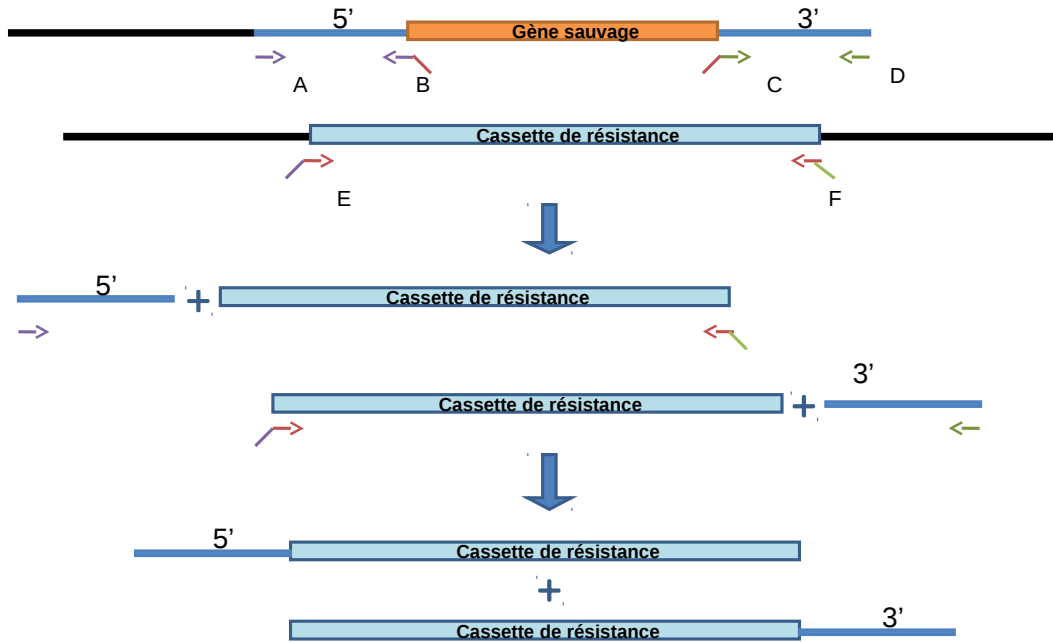 5’
3’
Gène sauvage
A
B
C
D
Cassette de résistance
E
F
5’
Cassette de résistance
3’
Cassette de résistance
5’
Cassette de résistance
3’
Cassette de résistance